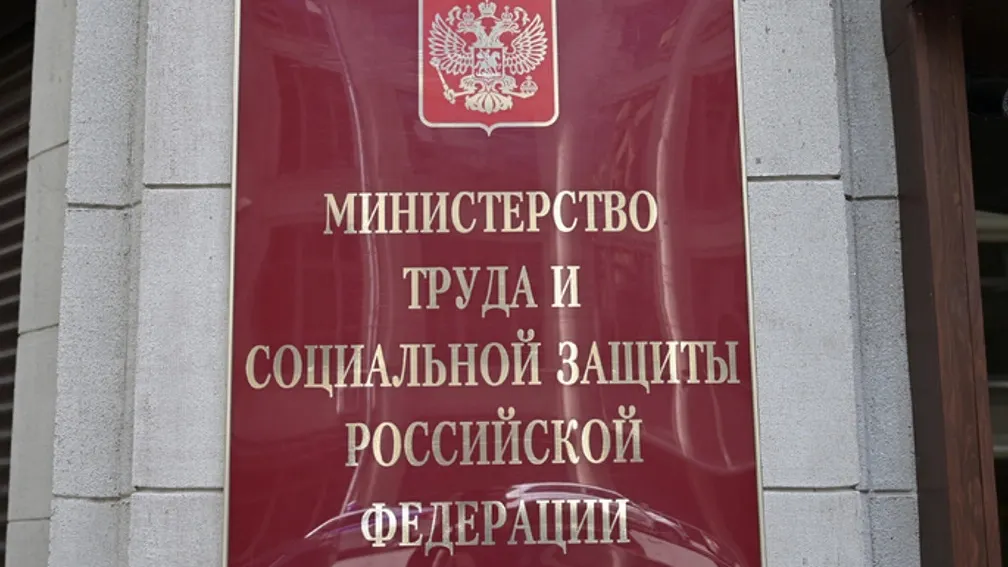 МИНИСТЕРСТВО
ТРУДА И
СОЦИАЛЬНОЙ ЗАЩИТЫ
РОССИЙСКОЙ
ФЕДЕРАЦИИ